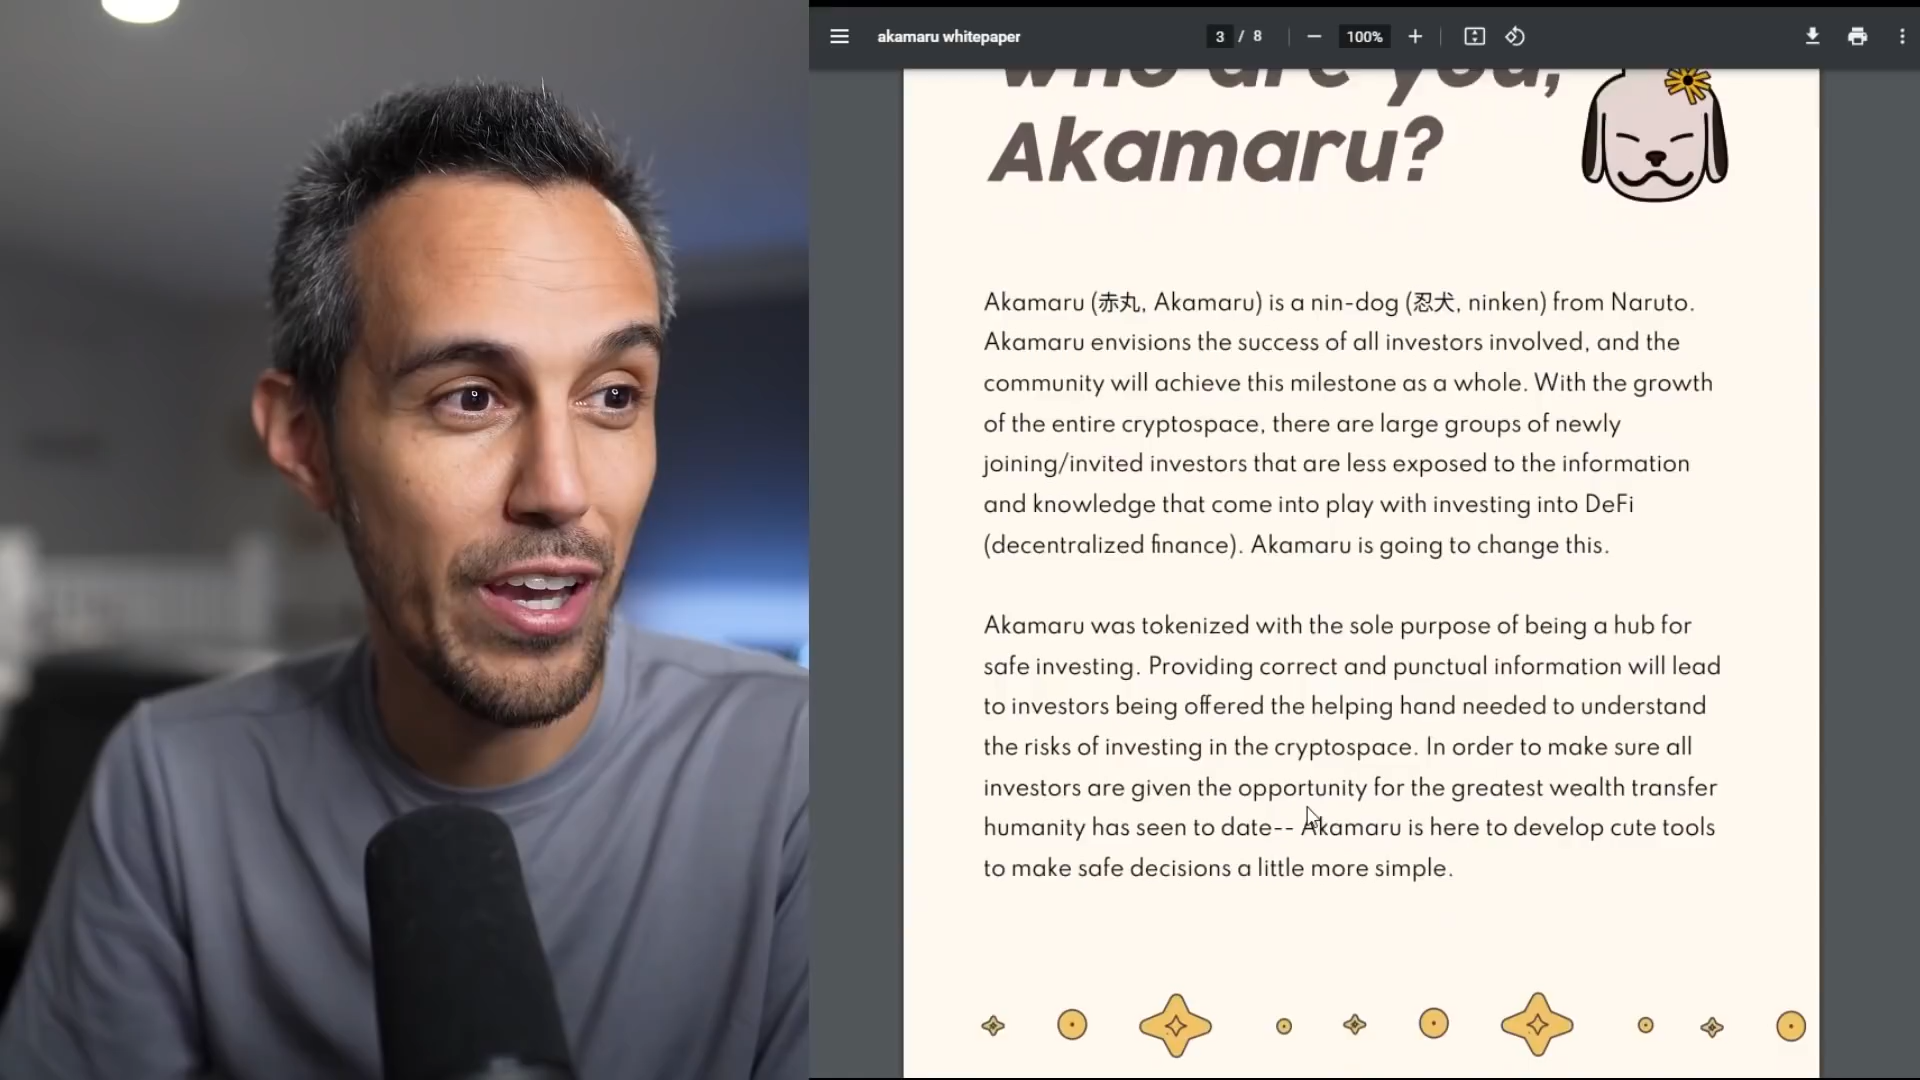 akamaru whitepaper
3 / 8
100%
who are you,
Akamaru?
Akamaru (赤丸, Akamaru) is a nin-dog (忍犬, ninken) from Naruto.
Akamaru envisions the success of all investors involved, and the
community will achieve this milestone as a whole. With the growth
of the entire cryptospace, there are large groups of newly
joining/invited investors that are less exposed to the information
and knowledge that come into play with investing into DeFi
(decentralized finance). Akamaru is going to change this.
Akamaru was tokenized with the sole purpose of being a hub for
safe investing. Providing correct and punctual information will lead
to investors being offered the helping hand needed to understand
the risks of investing in the cryptospace. In order to make sure all
investors are given the opportunity for the greatest wealth transfer
humanity has seen to date-- Akamaru is here to develop cute tools
to make safe decisions a little more simple.